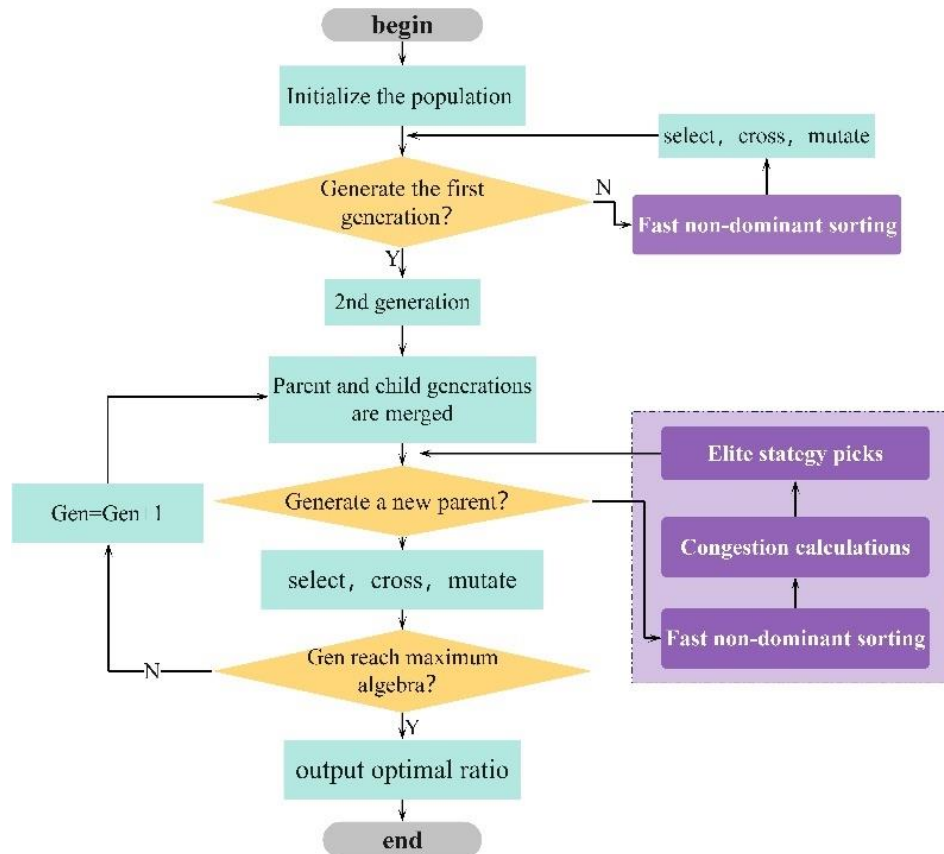 begin
Initialize the population
select, cross, mutate
Generate the first
generation?
N
Fast non-dominant sorting
Y
2nd generation
Parent and child generations
are merged
Elite stategy picks
Generate a new parent?
Gen=Gen+1
Congestion calculations
select, cross, mutate
Fast non-dominant sorting
Gen reach maximum
algebra?
N
Y
output optimal ratio
end